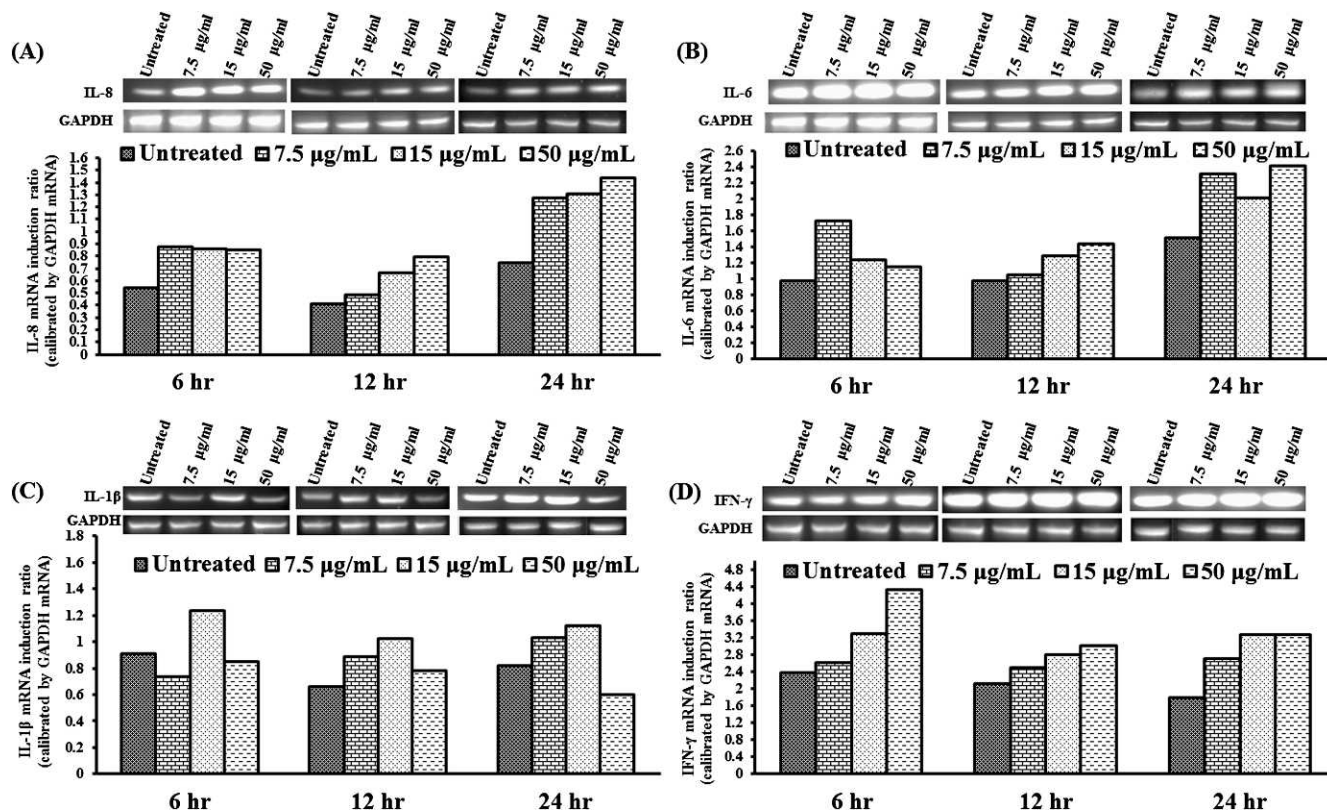 (A)
Untreated 7.5 µg/ml 15 µg/ml 50 µg/ml Untreated 7.5 µg/ml 15 µg/ml 50 µg/ml Untreated 7.5 µg/ml 15 µg/ml 50 µg/ml
IL-8
GAPDH
Untreated 7.5 µg/mL 15 µg/mL 50 µg/mL
IL-8 mRNA induction ratio
(calibrated by GAPDH mRNA)
1.6
1.5
1.4
1.3
1.2
1.1
1
0.9
0.8
0.7
0.6
0.5
0.4
0.3
0.2
0.1
0
6 hr 12 hr 24 hr
(B)
Untreated 7.5 µg/ml 15 µg/ml 50 µg/ml Untreated 7.5 µg/ml 15 µg/ml 50 µg/ml Untreated 7.5 µg/ml 15 µg/ml 50 µg/ml
IL-6
GAPDH
Untreated 7.5 µg/mL 15 µg/mL 50 µg/mL
IL-6 mRNA induction ratio
(calibrated by GAPDH mRNA)
2.6
2.4
2.2
2
1.8
1.6
1.4
1.2
1
0.8
0.6
0.4
0.2
0
6 hr 12 hr 24 hr
(C)
Untreated 7.5 µg/ml 15 µg/ml 50 µg/ml Untreated 7.5 µg/ml 15 µg/ml 50 µg/ml Untreated 7.5 µg/ml 15 µg/ml 50 µg/ml
IL-1β
GAPDH
Untreated 7.5 µg/mL 15 µg/mL 50 µg/mL
IL-1β mRNA induction ratio
(calibrated by GAPDH mRNA)
1.8
1.6
1.4
1.2
1
0.8
0.6
0.4
0.2
0
6 hr 12 hr 24 hr
(D)
Untreated 7.5 µg/ml 15 µg/ml 50 µg/ml Untreated 7.5 µg/ml 15 µg/ml 50 µg/ml Untreated 7.5 µg/ml 15 µg/ml 50 µg/ml
IFN-γ
GAPDH
Untreated 7.5 µg/mL 15 µg/mL 50 µg/mL
IFN-γ mRNA induction ratio
(calibrated by GAPDH mRNA)
4.8
4.4
4
3.6
3.2
2.8
2.4
2
1.6
1.2
0.8
0.4
0
6 hr 12 hr 24 hr